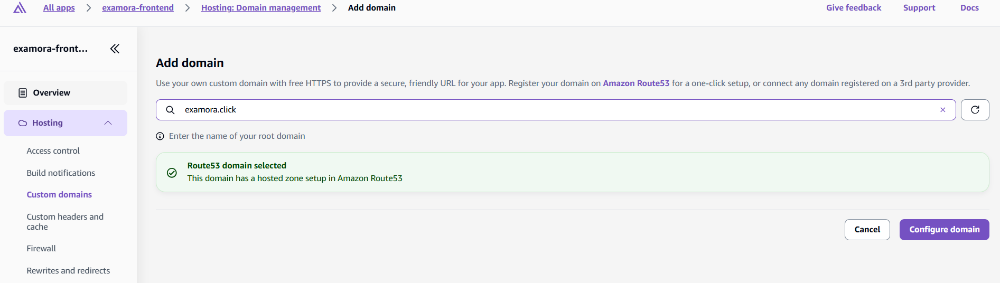 All apps > examora-frontend > Hosting: Domain management > Add domain
Give feedback Support Docs
examora-front...
Overview
Hosting
Access control
Build notifications
Custom domains
Custom headers and
cache
Firewall
Rewrites and redirects
Add domain
Use your own custom domain with free HTTPS to provide a secure, friendly URL for your app. Register your domain on Amazon Route53 for a one-click setup, or connect any domain registered on a 3rd party provider.
examora.click
Enter the name of your root domain
Route53 domain selected
This domain has a hosted zone setup in Amazon Route53
Cancel
Configure domain